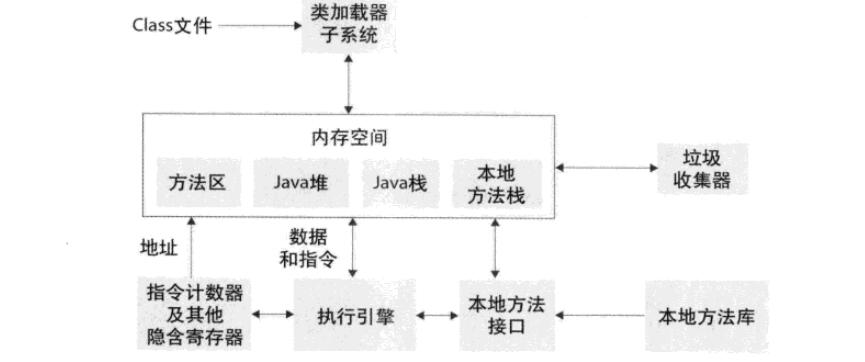 Class文件
类加载器
子系统
内存空间
方法区
Java堆
Java栈
本地
方法栈
垃圾
收集器
地址
数据
和指令
指令计数器
及其他
隐含寄存器
执行引擎
本地方法
接口
本地方法库